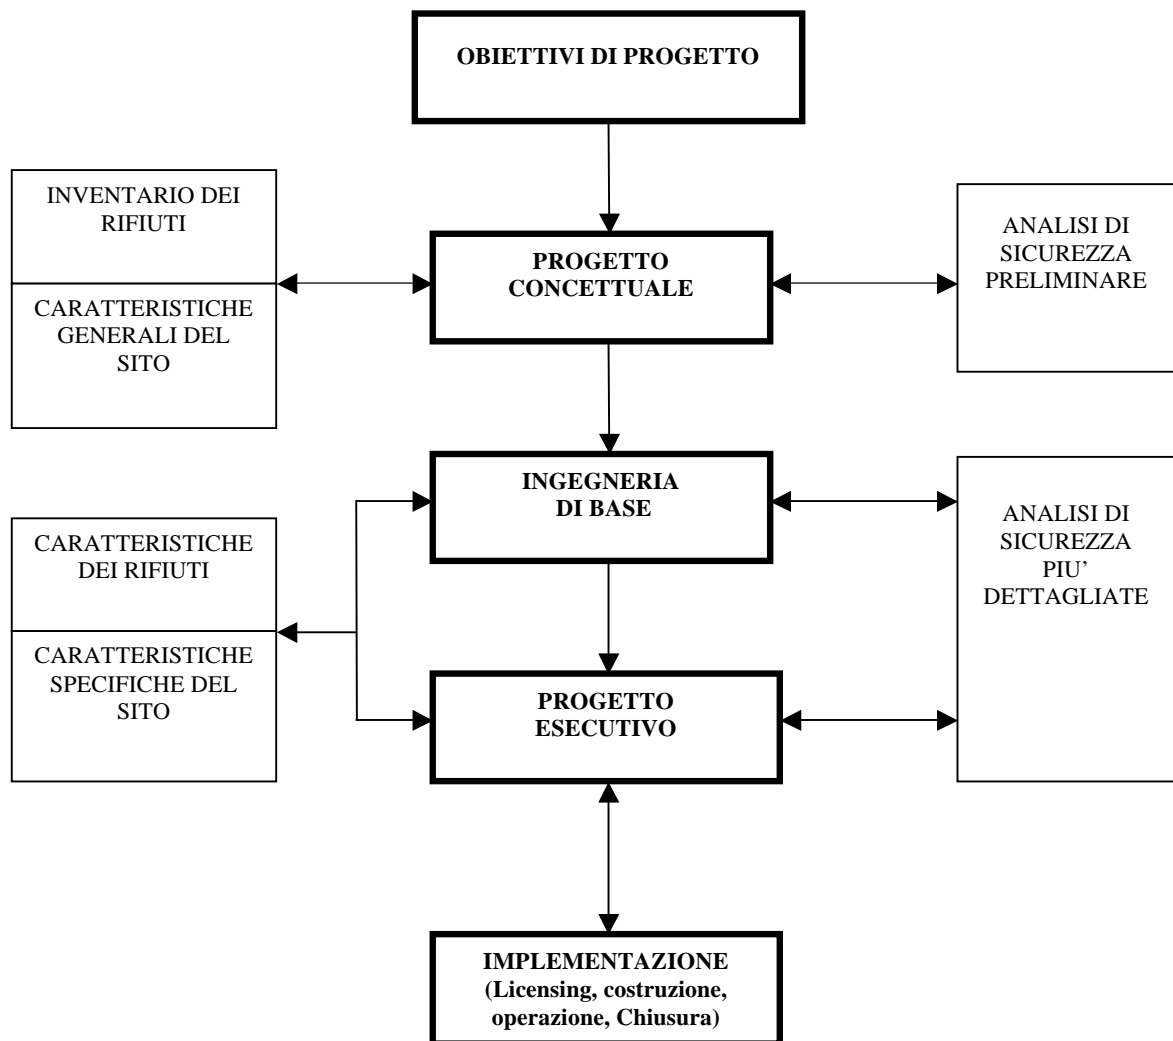 OBIETTIVI DI PROGETTO
INVENTARIO DEI
RIFIUTI
CARATTERISTICHE
GENERALI DEL
SITO
PROGETTO
CONCETTUALE
ANALISI DI
SICUREZZA
PRELIMINARE
INGEGNERIA
DI BASE
CARATTERISTICHE
DEI RIFIUTI
CARATTERISTICHE
SPECIFICHE DEL
SITO
ANALISI DI
SICUREZZA
PIU’
DETTAGLIATE
PROGETTO
ESECUTIVO
IMPLEMENTAZIONE
(Licensing, costruzione,
operazione, Chiusura)